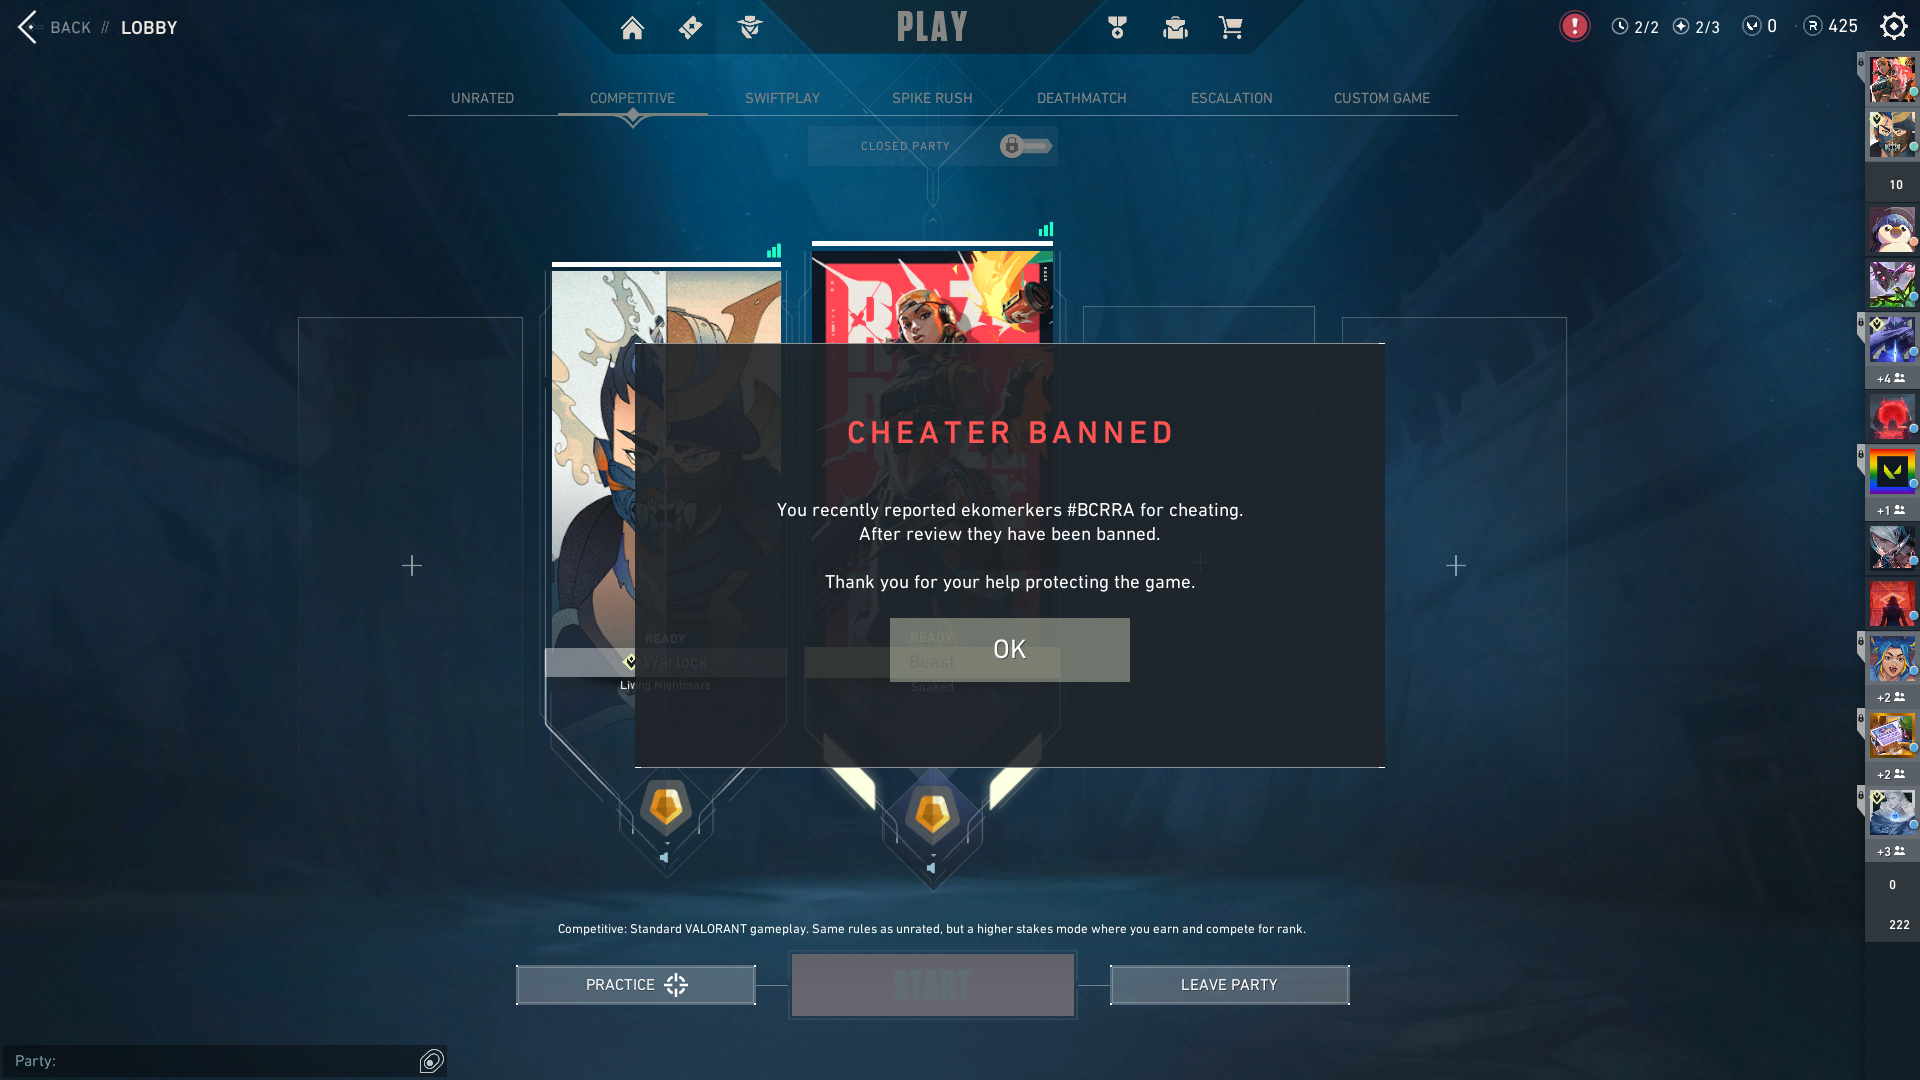 BACK // LOBBY
PLAY
2/2
2/3
0
425
UNRATED
COMPETITIVE
SWIFTPLAY
SPIKE RUSH
DEATHMATCH
ESCALATION
CUSTOM GAME
CLOSED PARTY
10
+4
+1
+2
+2
+3
0
222
CHEATER BANNED
You recently reported ekomerkers #BCRRA for cheating.
After review they have been banned.
Thank you for your help protecting the game.
OK
READY
Warlock
Living Nightmare
READY
Beast
Soaked
Competitive: Standard VALORANT gameplay. Same rules as unrated, but a higher stakes mode where you earn and compete for rank.
PRACTICE
START
LEAVE PARTY
Party: